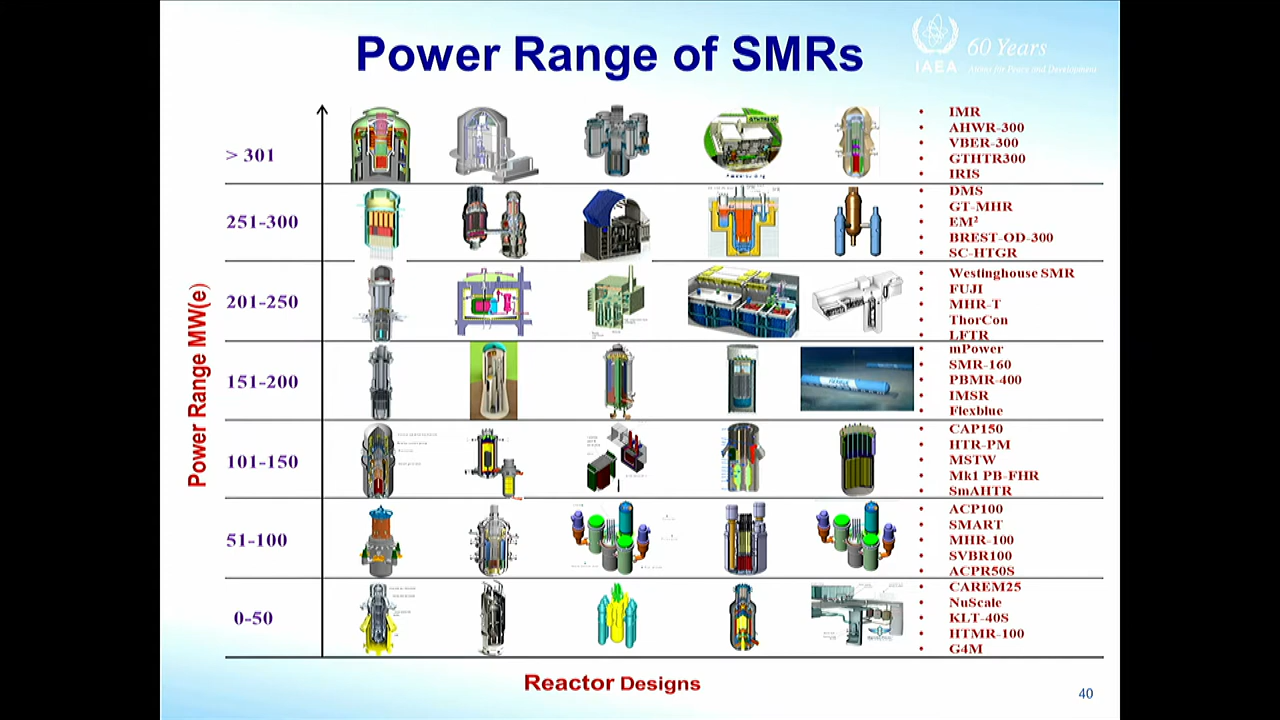 Power Range of SMRs
IAEA
60 Years
Atoms for Peace and Development
Power Range MW(e)
> 301
GTHTR300
IMR
AHWR-300
VBER-300
GTHTR300
IRIS
251-300
DMS
GT-MHR
EM²
BREST-OD-300
SC-HTGR
201-250
Westinghouse SMR
FUJI
MHR-T
ThorCon
LFTR
151-200
mPower
SMR-160
PBMR-400
IMSR
Flexblue
101-150
CAP150
HTR-PM
MSTW
Mk1 PB-FHR
SmAHTR
51-100
ACP100
SMART
MHR-100
SVBR100
ACPR50S
0-50
CAREM25
NuScale
KLT-40S
HTMR-100
G4M
Reactor Designs
40